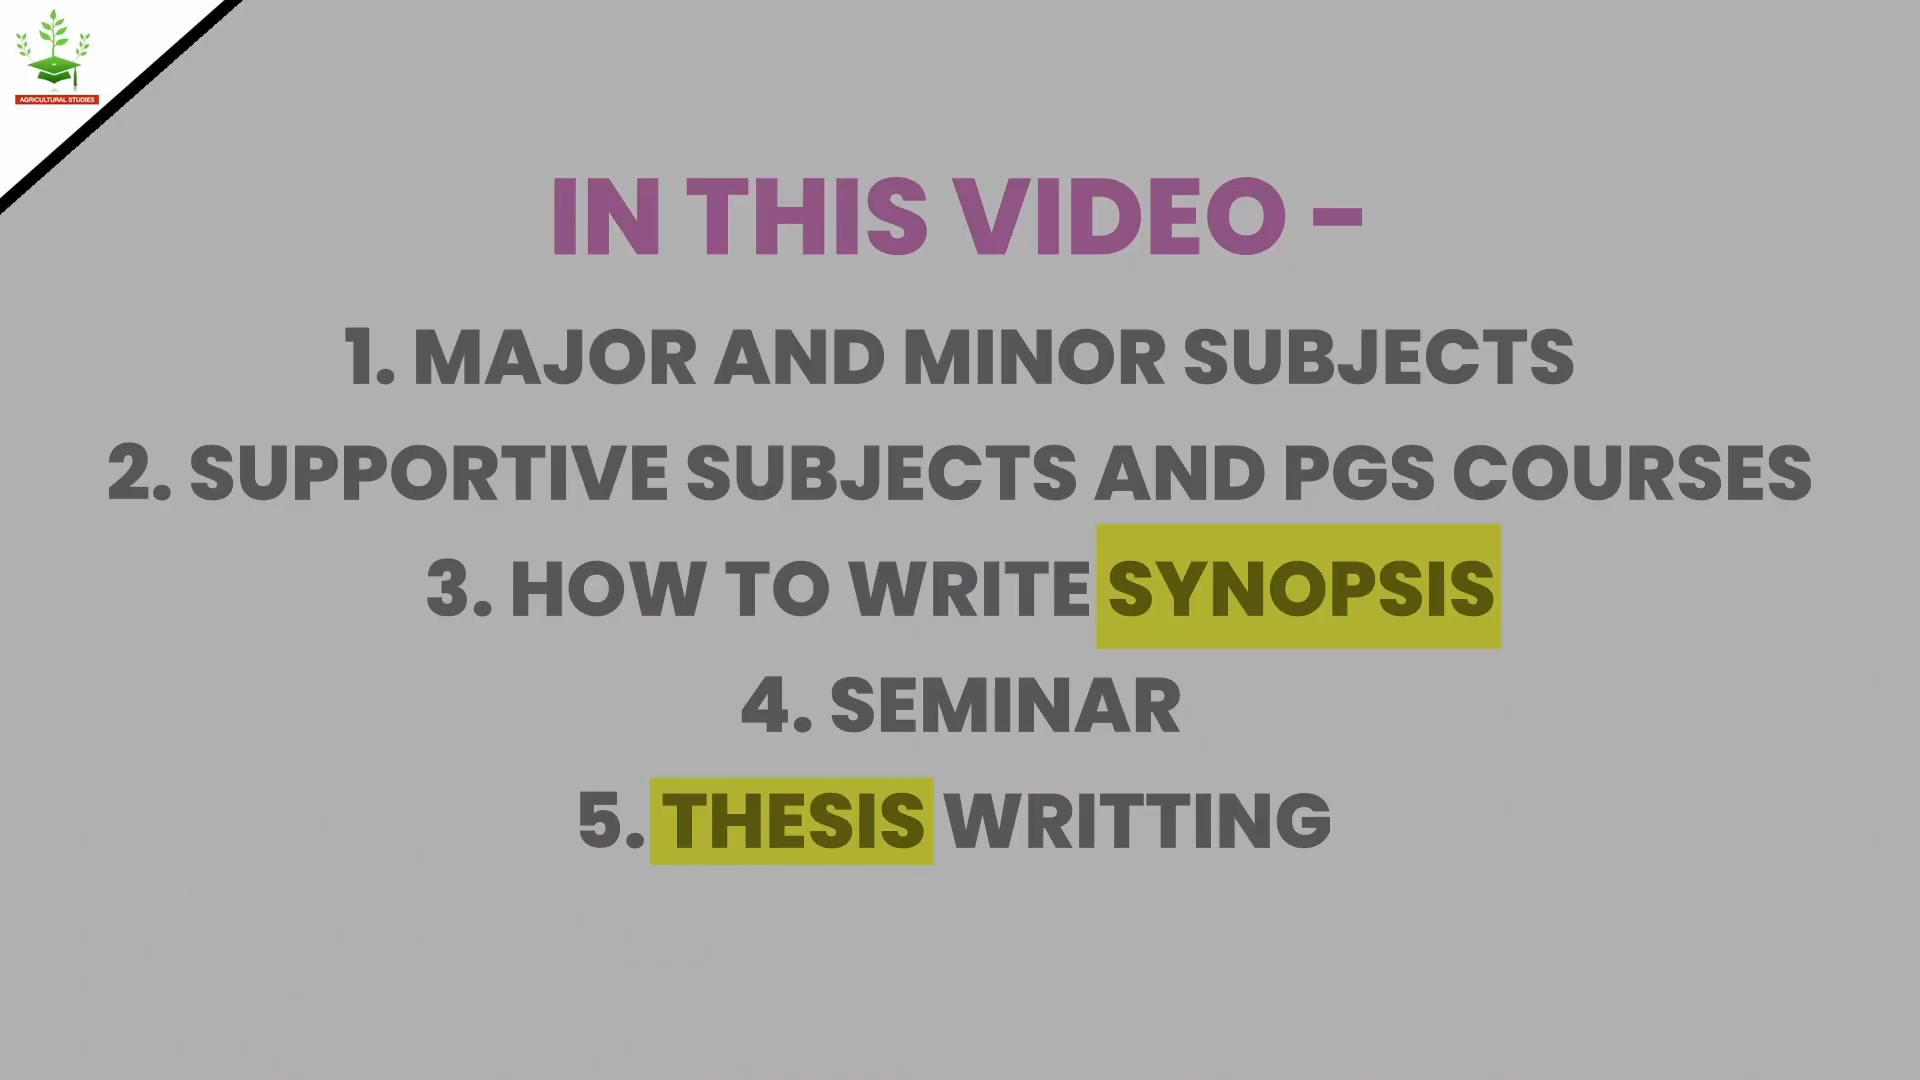 AGRICULTURAL STUDIES
IN THIS VIDEO -
1. MAJOR AND MINOR SUBJECTS
2. SUPPORTIVE SUBJECTS AND PGS COURSES
3. HOW TO WRITE SYNOPSIS
4. SEMINAR
5. THESIS WRITTING